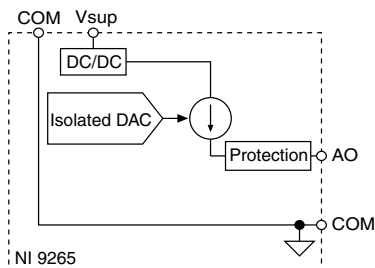 COM Vsup
DC/DC
Isolated DAC
Protection
AO
COM
NI 9265